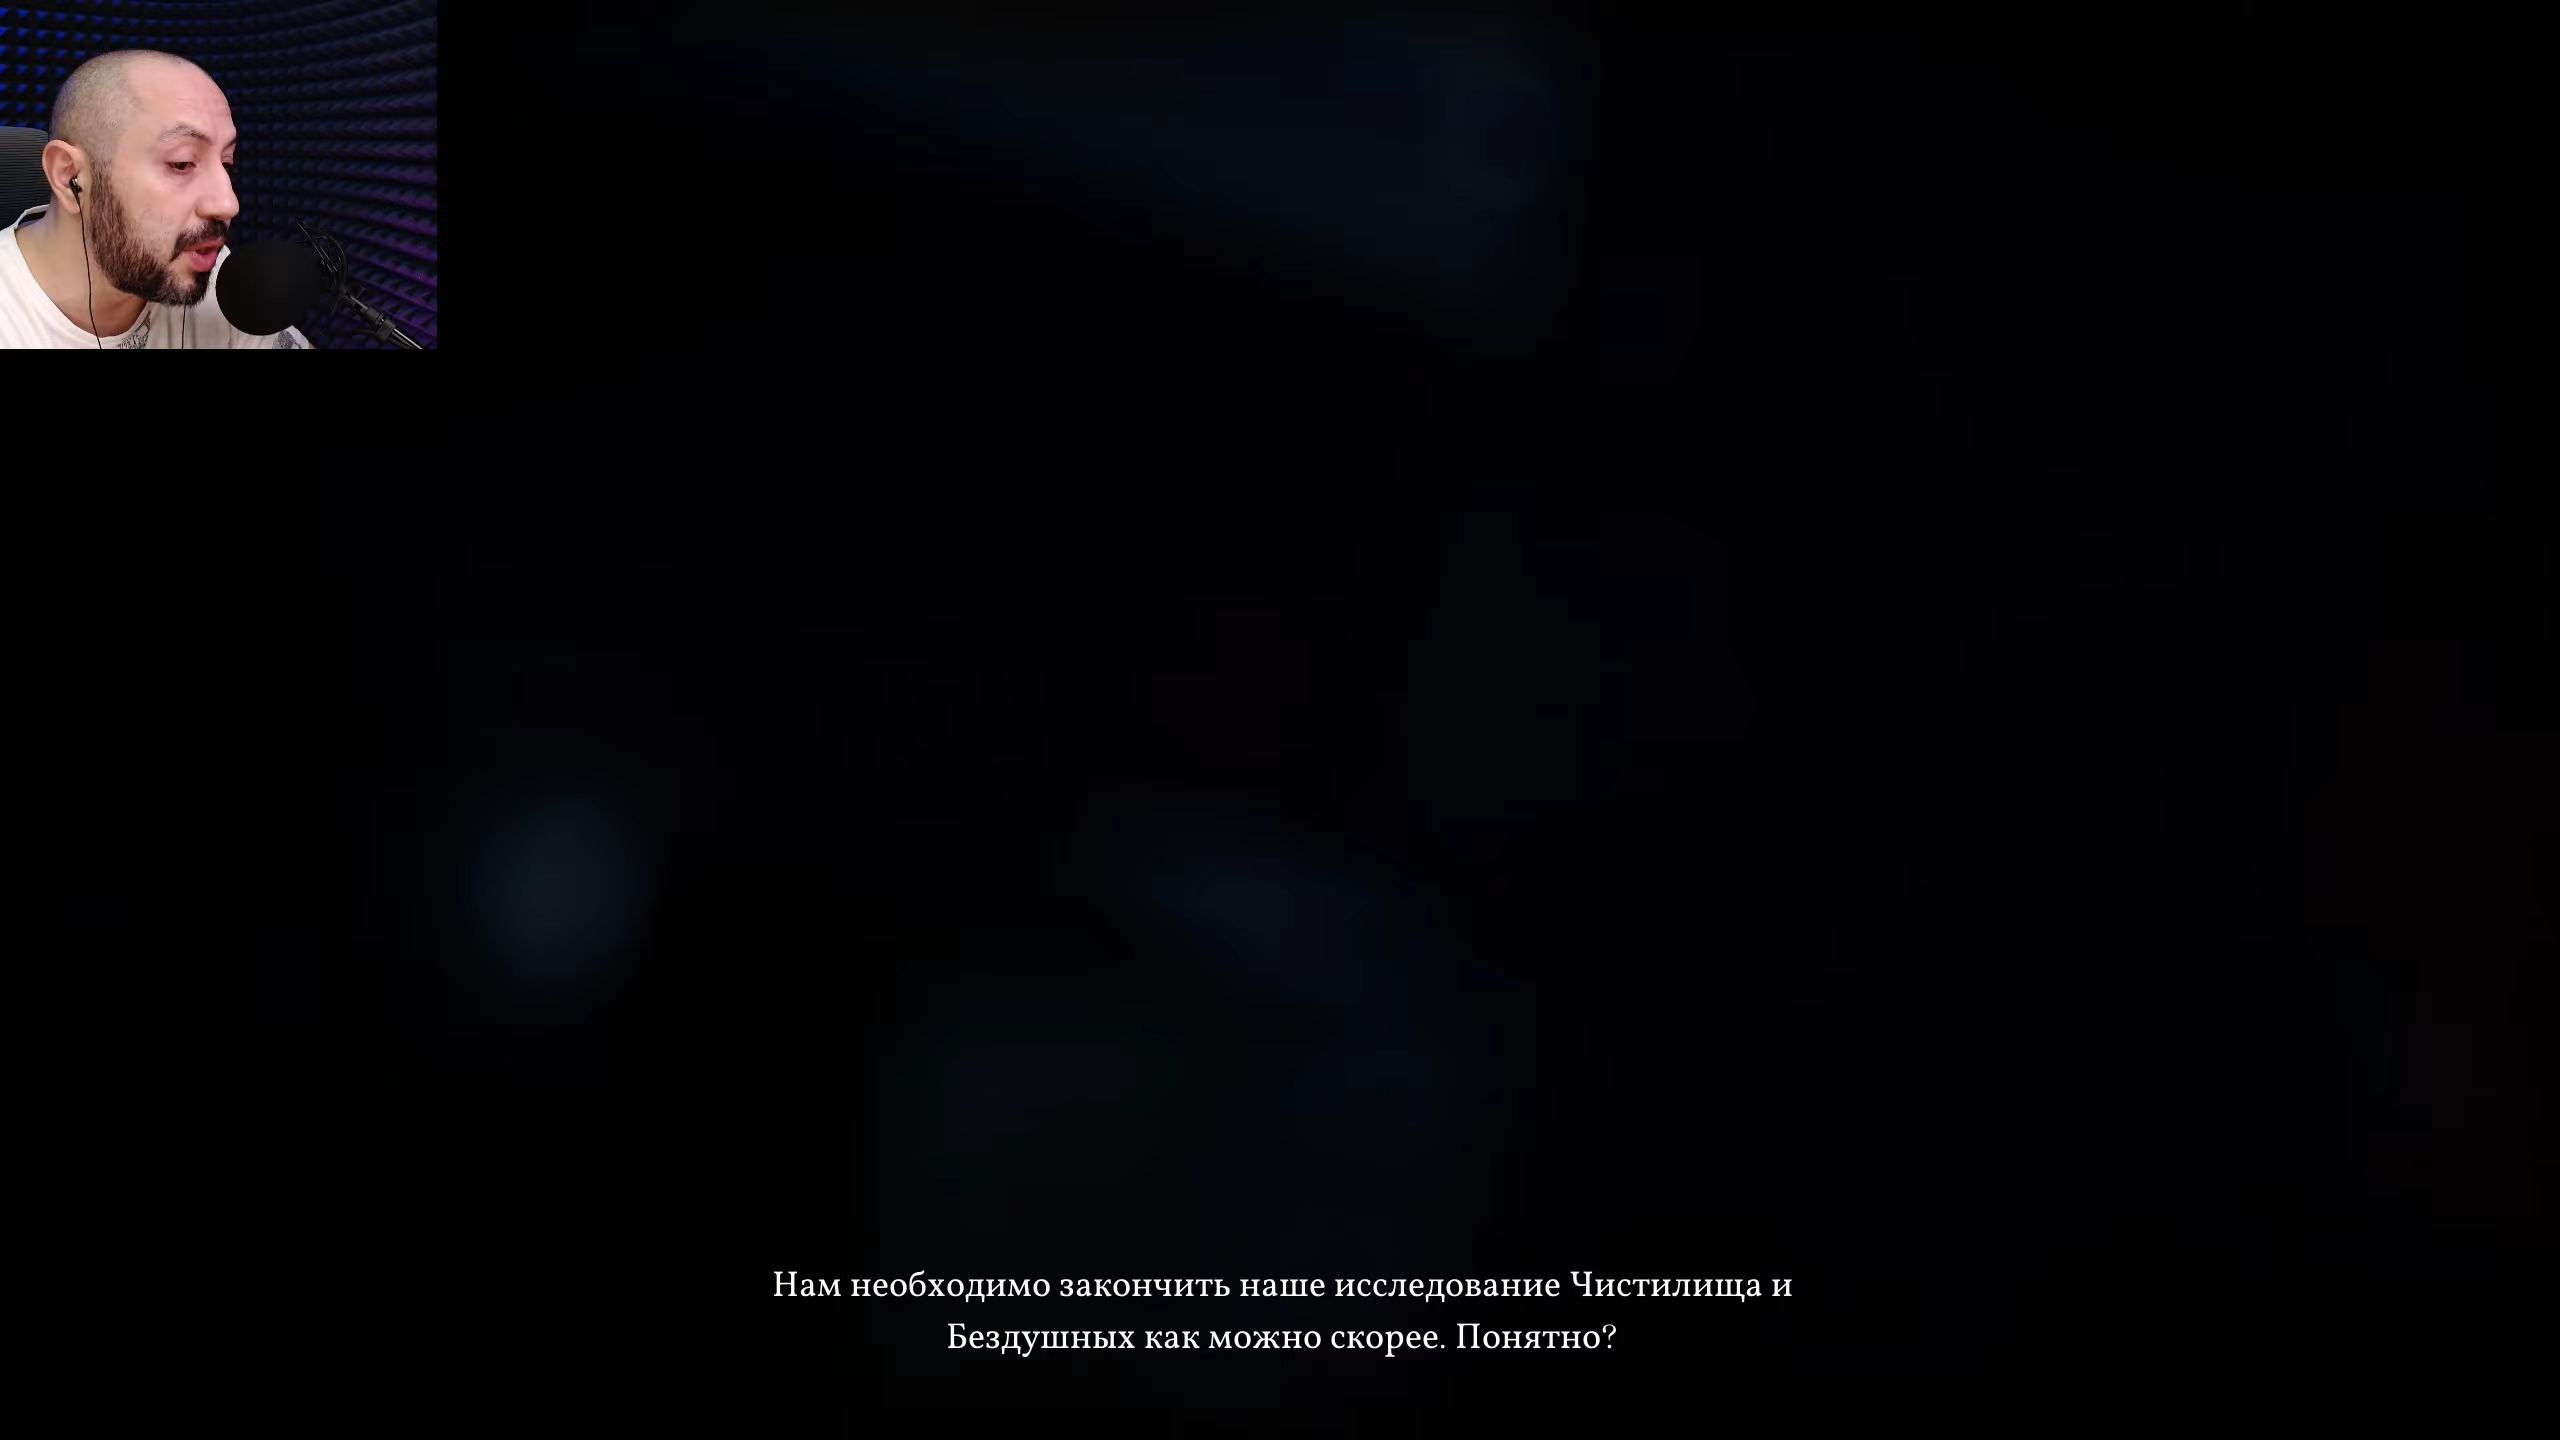 Нам необходимо закончить наше исследование Чистилища и
Бездушных как можно скорее. Понятно?